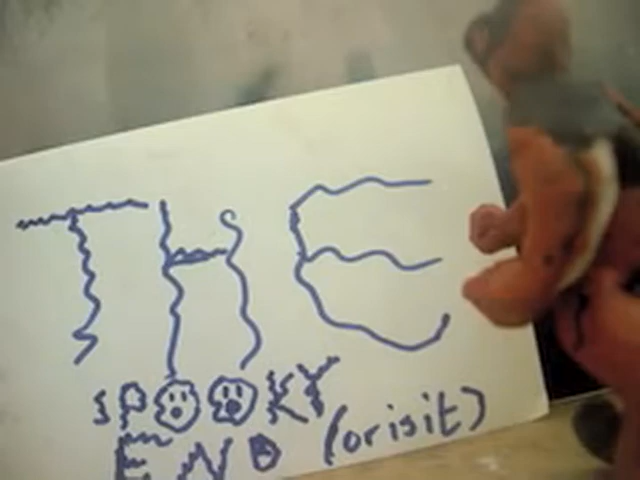 THE
SPOOKY
END (or is it)